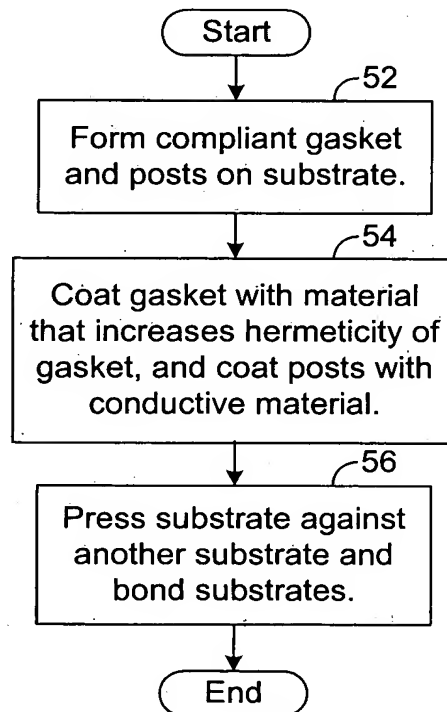 Start
52
Form compliant gasket
and posts on substrate.
54
Coat gasket with material
that increases hermeticity of
gasket, and coat posts with
conductive material.
56
Press substrate against
another substrate and
bond substrates.
End